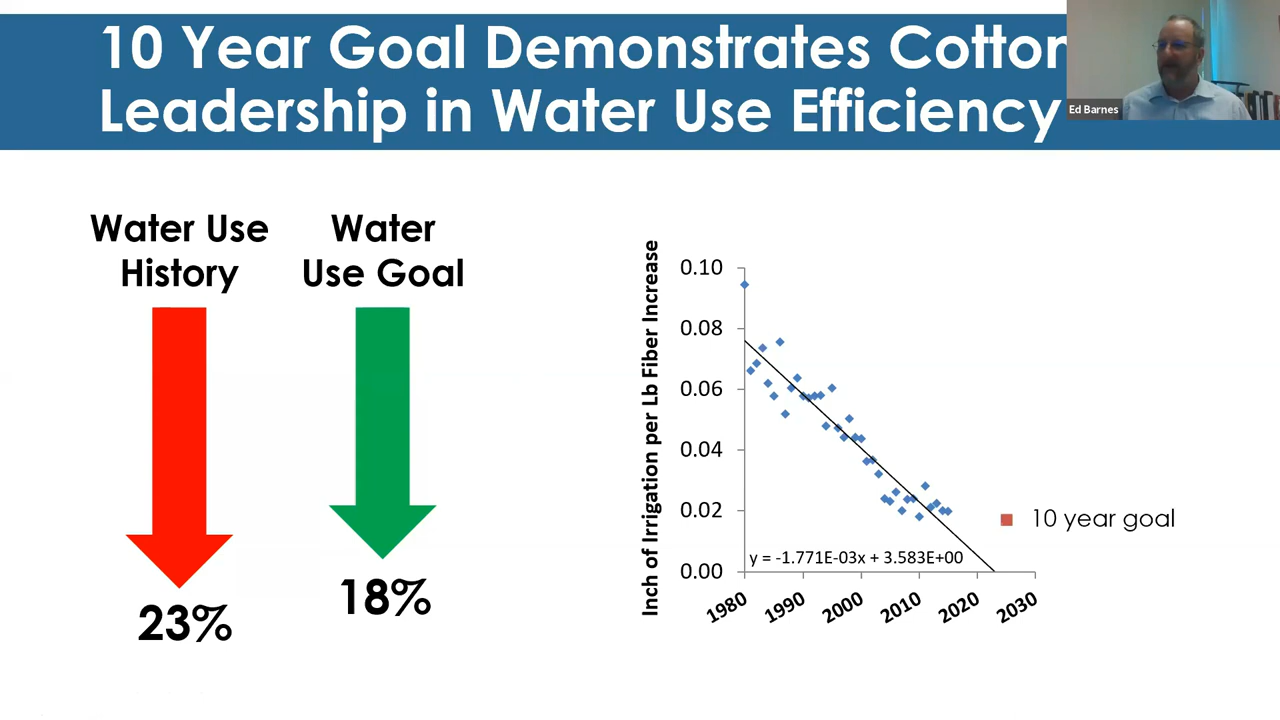 10 Year Goal Demonstrates Cotton
Leadership in Water Use Efficiency
Ed Barnes
Water Use
History
Water
Use Goal
23%
18%
Inch of Irrigation per Lb Fiber Increase
0.10
0.08
0.06
0.04
0.02
0.00
y = -1.771E-03x + 3.583E+00
1980
1990
2000
2010
2020
2030
10 year goal